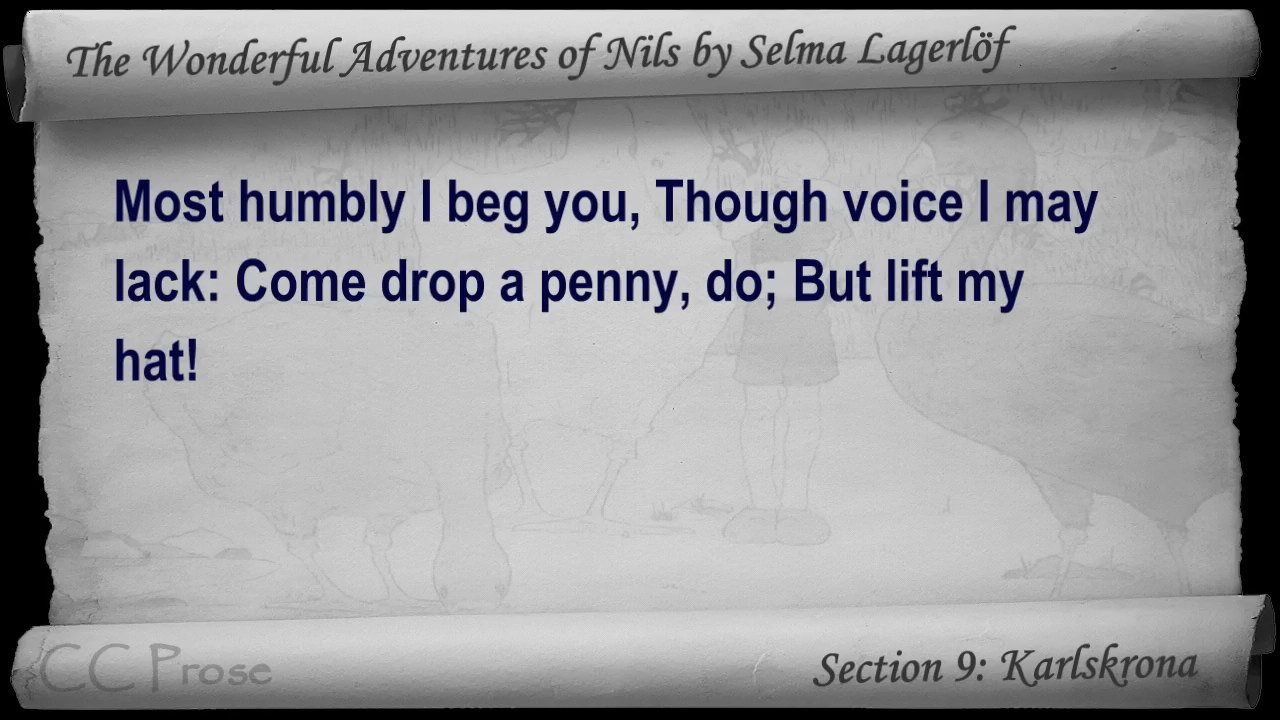 The Wonderful Adventures of Nils by Selma Lagerlöf
Most humbly I beg you, Though voice I may
lack: Come drop a penny, do; But lift my
hat!
CC Prose
Section 9: Karlskrona